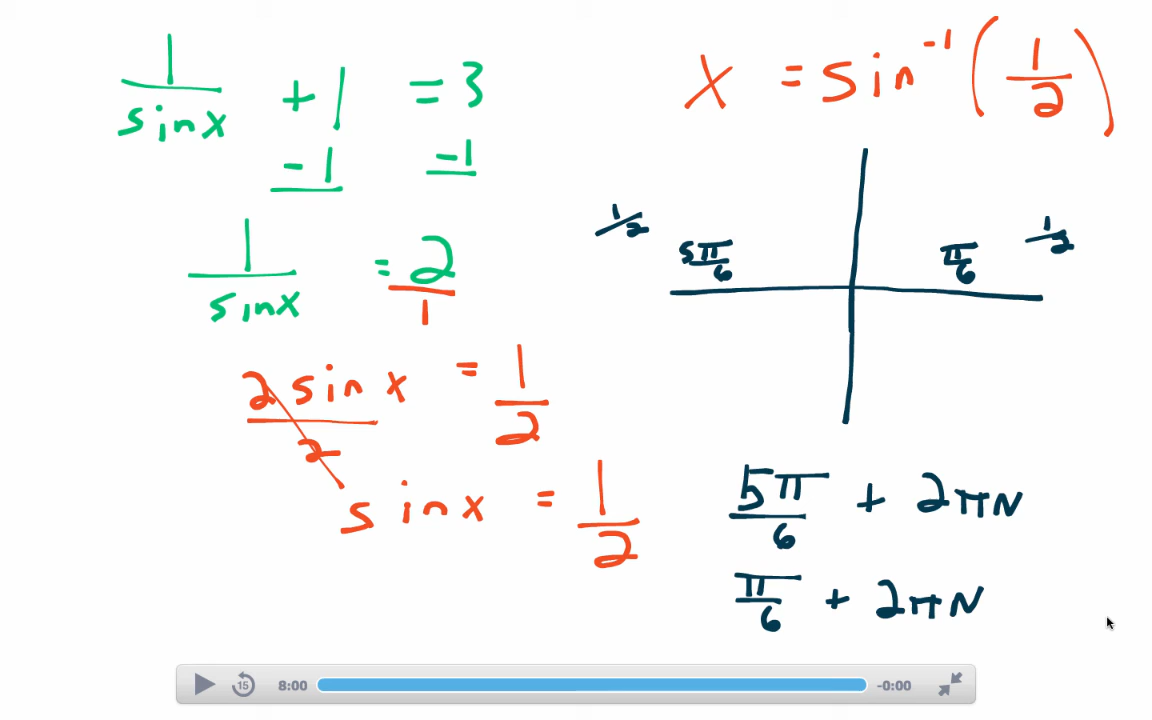 1/sinx + 1 = 3
-1 -1
1/sinx = 2/1
2sinx/2 = 1/2
sinx = 1/2
x = sin⁻¹(1/2)
1/2 5π/6 π/6 1/2
5π/6 + 2πN
π/6 + 2πN
15 8:00 -0:00